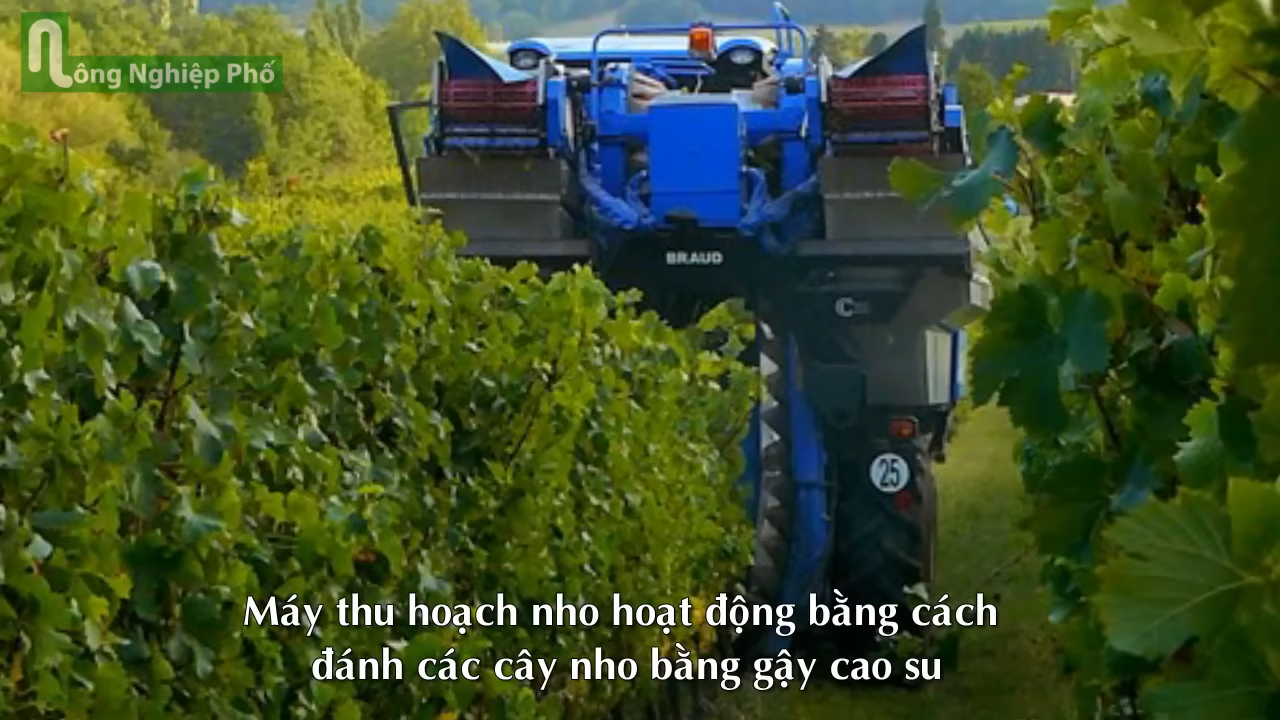 Nông Nghiệp Phố
BRAUD
25
Máy thu hoạch nho hoạt động bằng cách
đánh các cây nho bằng gậy cao su